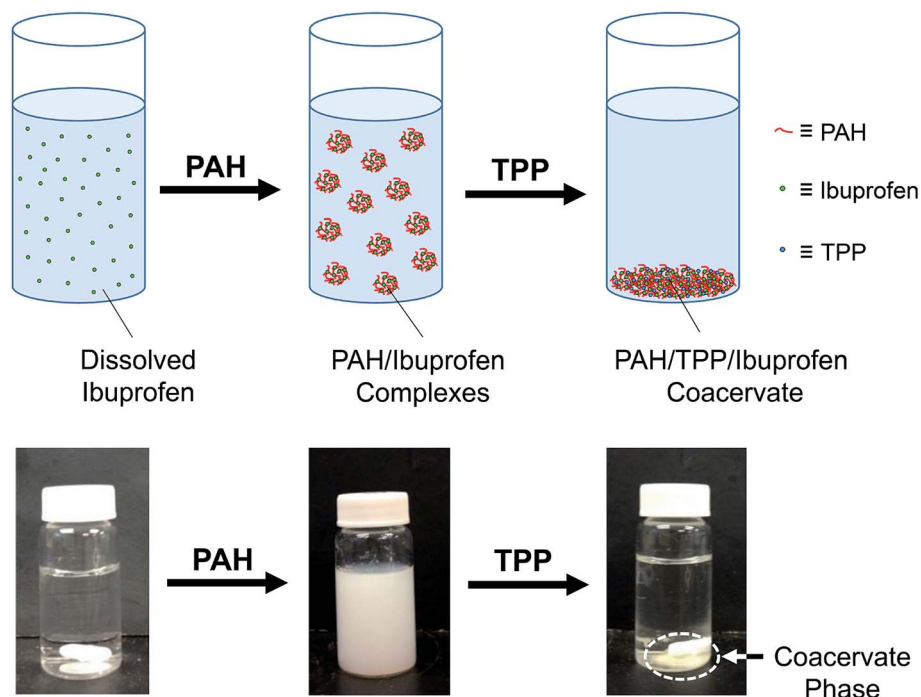 PAH
TPP
≡ PAH
≡ Ibuprofen
≡ TPP
Dissolved
Ibuprofen
PAH/Ibuprofen
Complexes
PAH/TPP/Ibuprofen
Coacervate
PAH
TPP
Coacervate
Phase